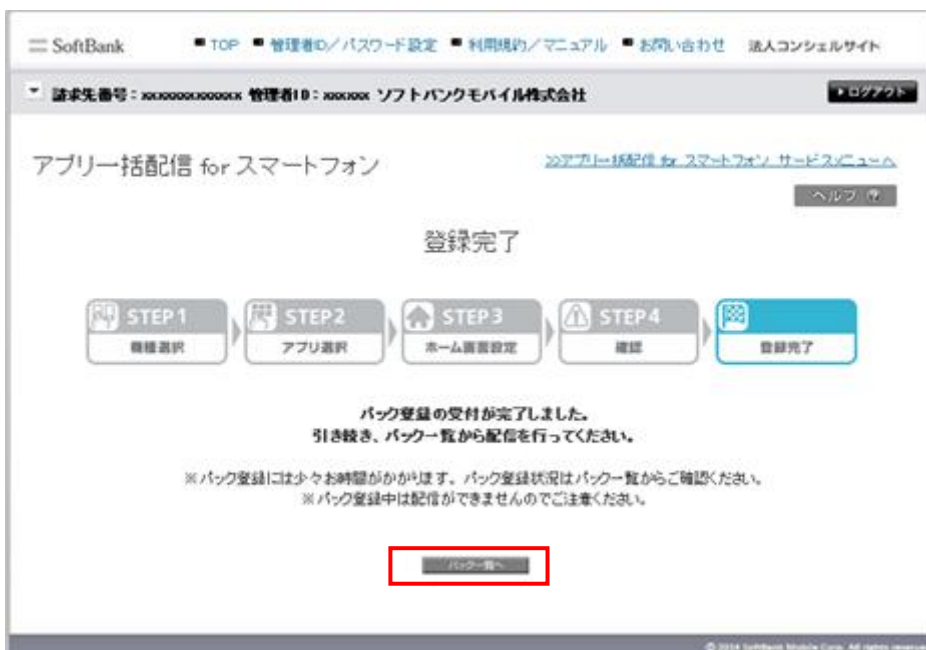 SoftBank ■TOP ■管理者ID/パスワード設定 ■利用規約/マニュアル ■お問い合わせ 法人コンシェルサイト
請求先番号:xxxxxxxxxxxxx 管理者ID:xxxxxx ソフトバンクモバイル株式会社 ログアウト
アプリ一括配信 for スマートフォン >>アプリ一括配信 for スマートフォン サービスメニューへ
ヘルプ ?
登録完了
STEP1 STEP2 STEP3 STEP4
機種選択 アプリ選択 ホーム画面設定 確認 登録完了
パック登録の受付が完了しました。
引き続き、パック一覧から配信を行ってください。
※パック登録には少々お時間がかかります。パック登録状況はパック一覧からご確認ください。
※パック登録中は配信ができませんのでご注意ください。
パック一覧へ
© 2014 SoftBank Mobile Corp. All rights reserved